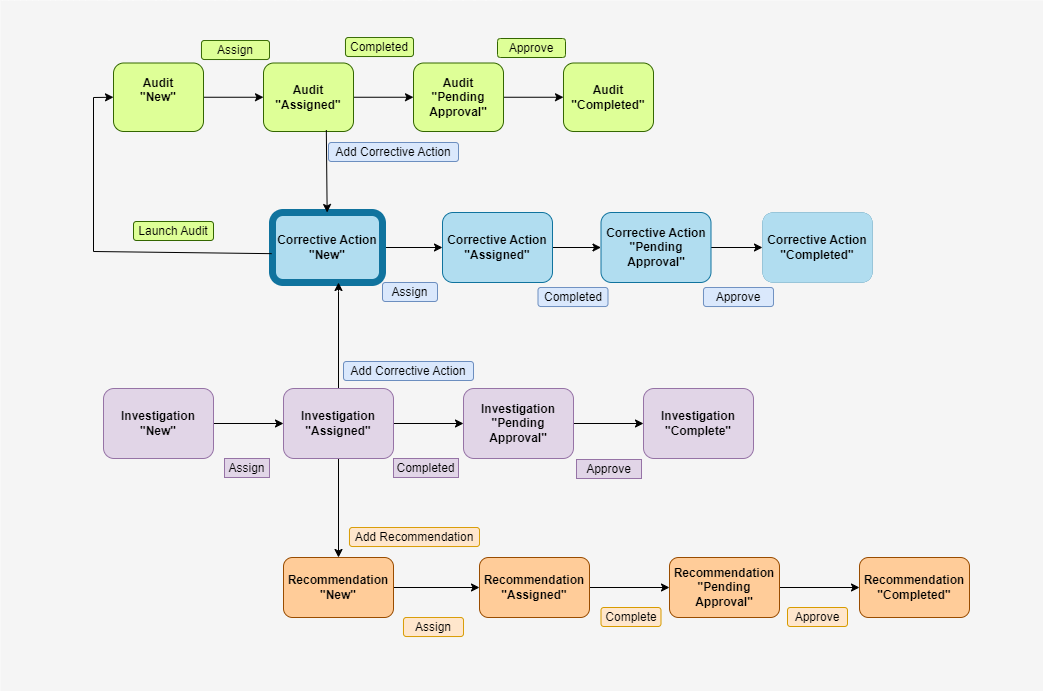 Assign
Completed
Approve
Audit
"New"
Audit
"Assigned"
Audit
"Pending
Approval"
Audit
"Completed"
Add Corrective Action
Launch Audit
Corrective Action
"New"
Corrective Action
"Assigned"
Corrective Action
"Pending
Approval"
Corrective Action
"Completed"
Assign
Completed
Approve
Add Corrective Action
Investigation
"New"
Investigation
"Assigned"
Investigation
"Pending
Approval"
Investigation
"Complete"
Assign
Completed
Approve
Add Recommendation
Recommendation
"New"
Recommendation
"Assigned"
Recommendation
"Pending
Approval"
Recommendation
"Completed"
Assign
Complete
Approve